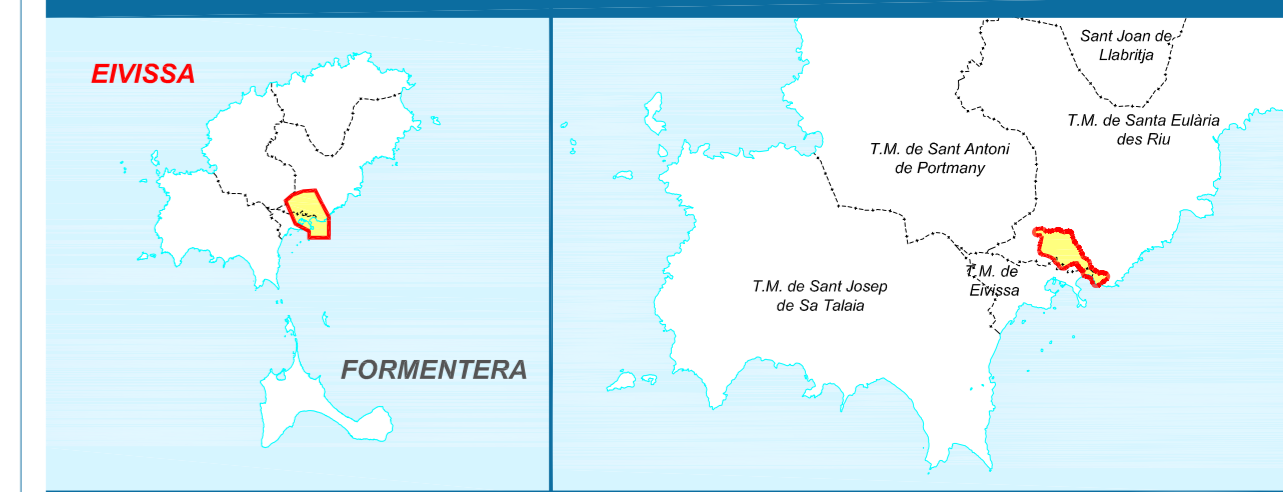 EIVISSA
FORMENTERA
Sant Joan de
Llabritja
T.M. de Santa Eulària
des Riu
T.M. de Sant Antoni
de Portmany
T.M. de
Eivissa
T.M. de Sant Josep
de Sa Talaia